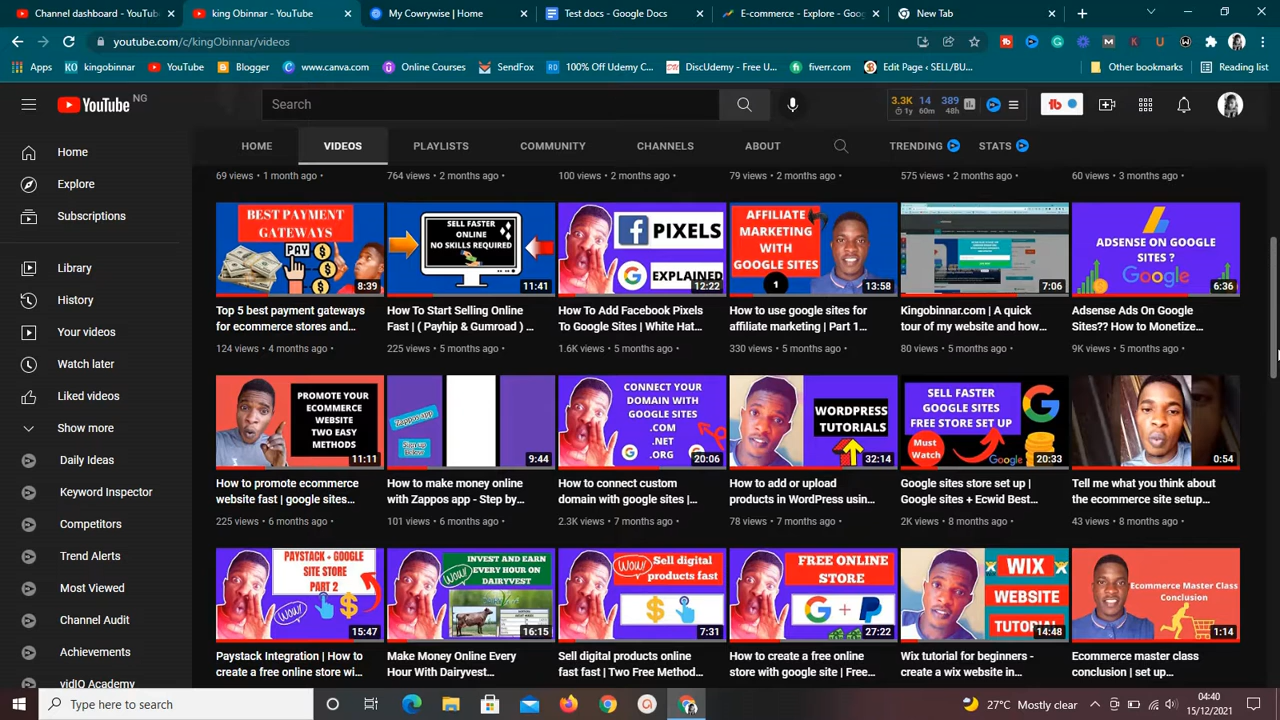 Channel dashboard - YouTub
king Obinnar - YouTube
My Cowrywise | Home
Test docs - Google Docs
E-commerce - Explore - Goog
New Tab
youtube.com/c/kingObinnar/videos
Apps
kingobinnar
YouTube
Blogger
www.canva.com
Online Courses
SendFox
100% Off Udemy C...
DiscUdemy - Free U...
fiverr.com
Edit Page ‹ SELL/BU...
Other bookmarks
Reading list
YouTube NG
Search
3.3K 14 389
1y 60m 48h
HOME
VIDEOS
PLAYLISTS
COMMUNITY
CHANNELS
ABOUT
TRENDING
STATS
Home
Explore
Subscriptions
Library
History
Your videos
Watch later
Liked videos
Show more
Daily Ideas
Keyword Inspector
Competitors
Trend Alerts
Most Viewed
Channel Audit
Achievements
vidIQ Academy
69 views • 1 month ago •
764 views • 2 months ago •
100 views • 2 months ago •
79 views • 2 months ago •
575 views • 2 months ago •
60 views • 3 months ago •
BEST PAYMENT
GATEWAYS
PAY
8:39
SELL FASTER
ONLINE
NO SKILLS
REQUIRED
11:41
PIXELS
EXPLAINED
12:22
AFFILIATE
MARKETING
WITH
GOOGLE SITES
1
13:58
7:06
ADSENSE ON GOOGLE
SITES ?
Google
6:36
Top 5 best payment gateways
for ecommerce stores and...
124 views • 4 months ago •
How To Start Selling Online
Fast | ( Payhip & Gumroad ) ...
225 views • 5 months ago •
How To Add Facebook Pixels
To Google Sites | White Hat...
1.6K views • 5 months ago •
How to use google sites for
affiliate marketing | Part 1...
330 views • 5 months ago •
Kingobinnar.com | A quick
tour of my website and how...
80 views • 5 months ago •
Adsense Ads On Google
Sites?? How to Monetize...
9K views • 5 months ago •
PROMOTE YOUR
ECOMMERCE
WEBSITE
TWO EASY
METHODS
11:11
Zappos app
9:44
CONNECT YOUR
DOMAIN WITH
GOOGLE SITES
.COM
.NET
.ORG
20:06
WORDPRESS
TUTORIALS
32:14
SELL FASTER
GOOGLE SITES
FREE STORE SET UP
Must
Watch
Google
20:33
0:54
How to promote ecommerce
website fast | google sites...
225 views • 6 months ago •
How to make money online
with Zappos app - Step by...
101 views • 6 months ago •
How to connect custom
domain with google sites |...
2.3K views • 7 months ago •
How to add or upload
products in WordPress usin...
78 views • 7 months ago •
Google sites store set up |
Google sites + Ecwid Best...
2K views • 8 months ago •
Tell me what you think about
the ecommerce site setup...
43 views • 8 months ago •
PAYSTACK + GOOGLE
SITE STORE
PART 2
WOW!
15:47
INVEST AND EARN
EVERY HOUR ON
DAIRYVEST
WOW!
16:15
Wow!
Sell digital
products fast
7:31
FREE ONLINE
STORE
27:22
WIX
WEBSITE
TUTORIAL
14:48
Ecommerce Master Class
Conclusion
1:14
Paystack Integration | How to
create a free online store wi...
Make Money Online Every
Hour With Dairyvest...
Sell digital products online
fast fast | Two Free Method...
How to create a free online
store with google site | Free...
Wix tutorial for beginners -
create a wix website in...
Ecommerce master class
conclusion | set up...
Type here to search
27°C Mostly clear
04:40
15/12/2021